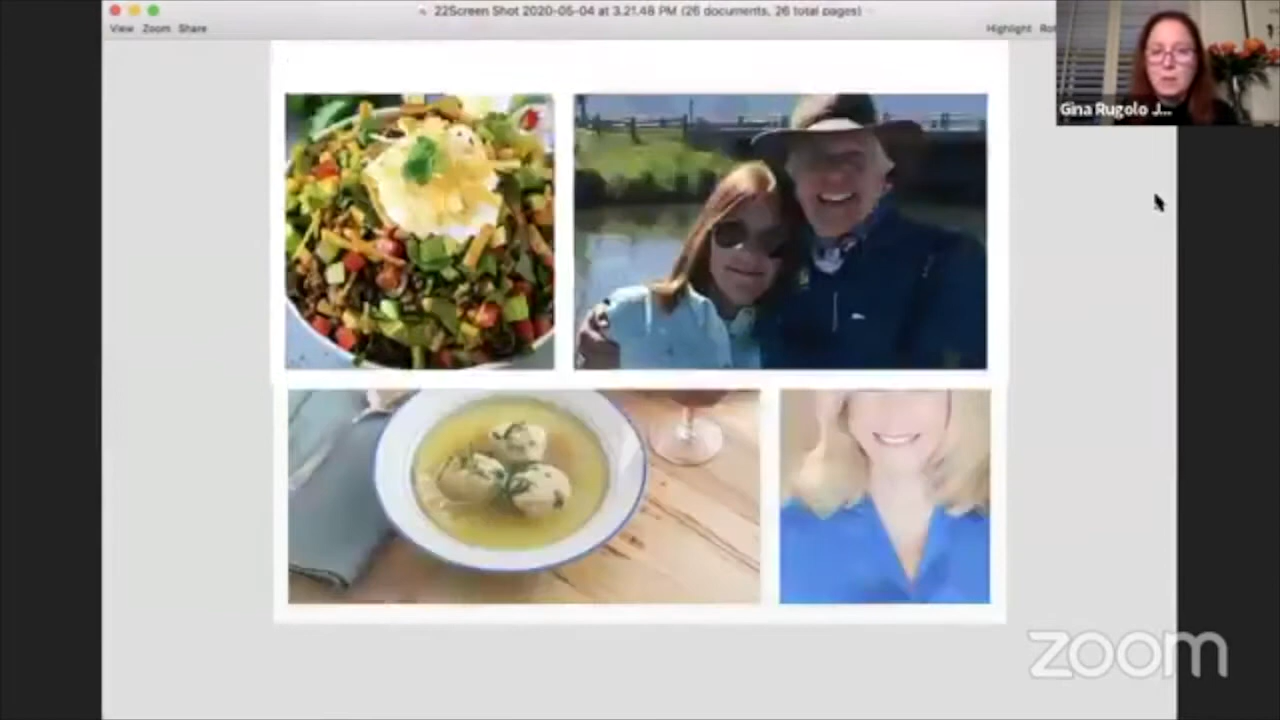 22Screen Shot 2020-05-04 at 3.21.48 PM (26 documents, 26 total pages)
View Zoom Share
Highlight
Gina Rugolo J...
zoom